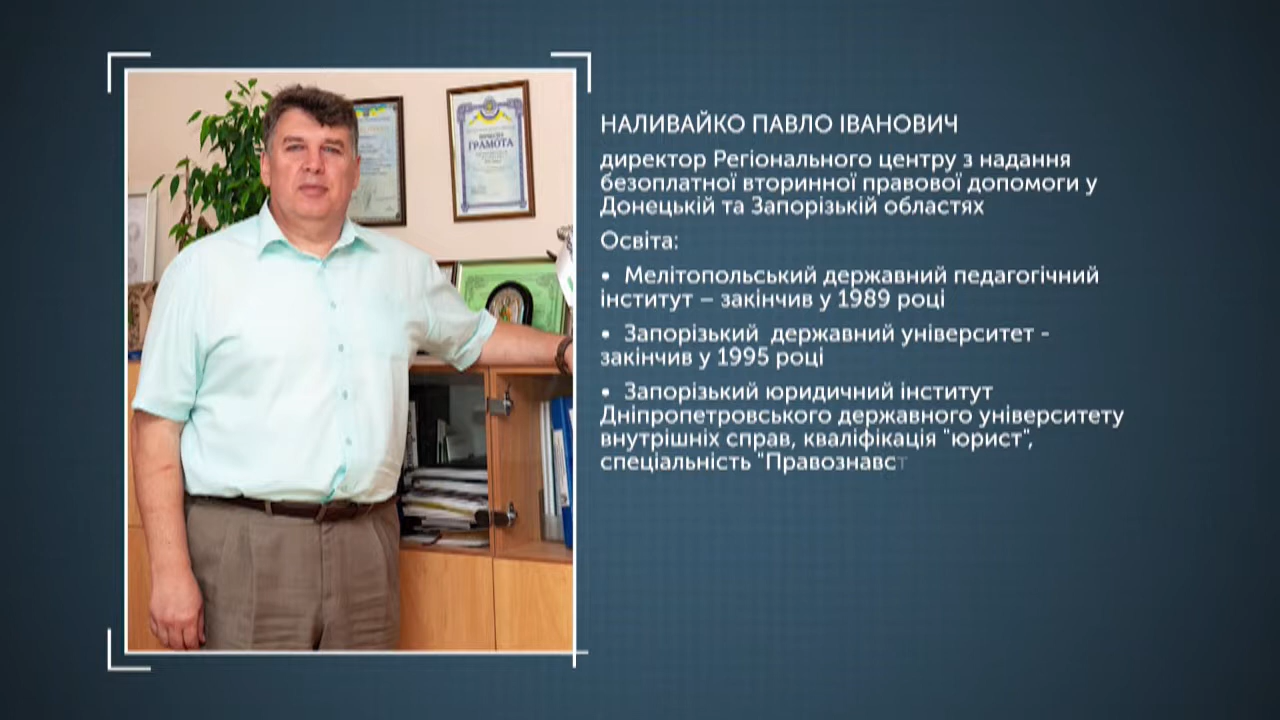 НАЛИВАЙКО ПАВЛО ІВАНОВИЧ
директор Регіонального центру з надання
безоплатної вторинної правової допомоги у
Донецькій та Запорізькій областях
Освіта:
• Мелітопольський державний педагогічний
інститут – закінчив у 1989 році
• Запорізький державний університет -
закінчив у 1995 році
• Запорізький юридичний інститут
Дніпропетровського державного університету
внутрішніх справ, кваліфікація "юрист",
спеціальність "Правознавст
ГРАМОТА